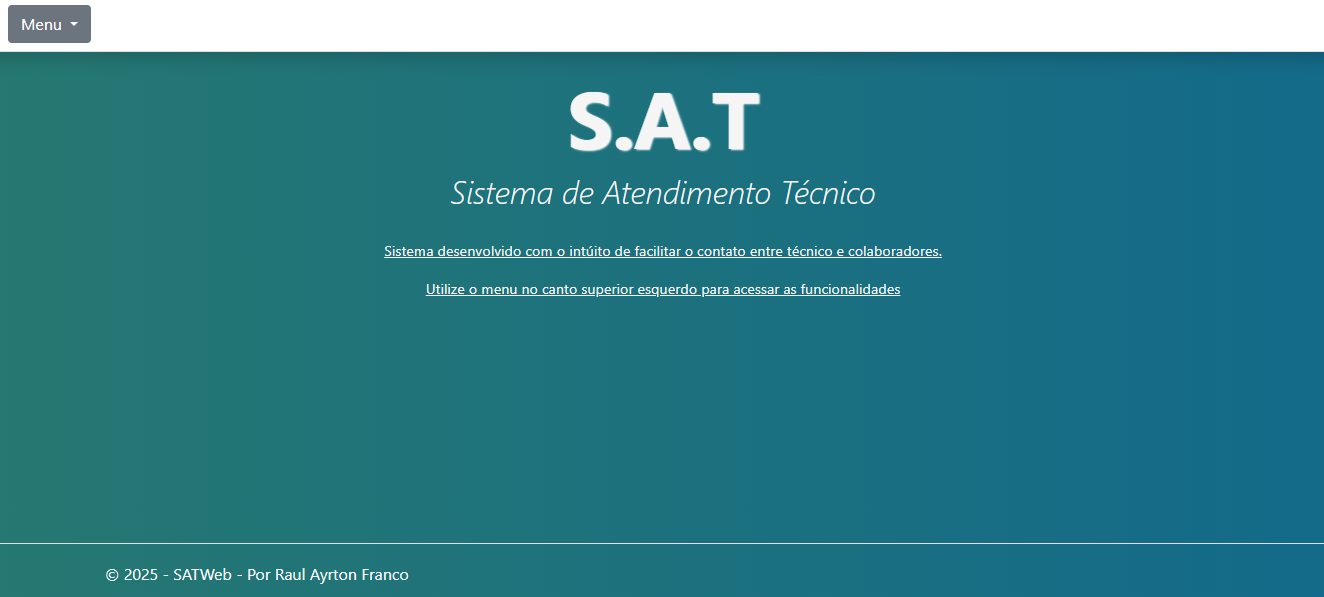 Menu
S.A.T
Sistema de Atendimento Técnico
Sistema desenvolvido com o intúito de facilitar o contato entre técnico e colaboradores.
Utilize o menu no canto superior esquerdo para acessar as funcionalidades
© 2025 - SATWeb - Por Raul Ayrton Franco